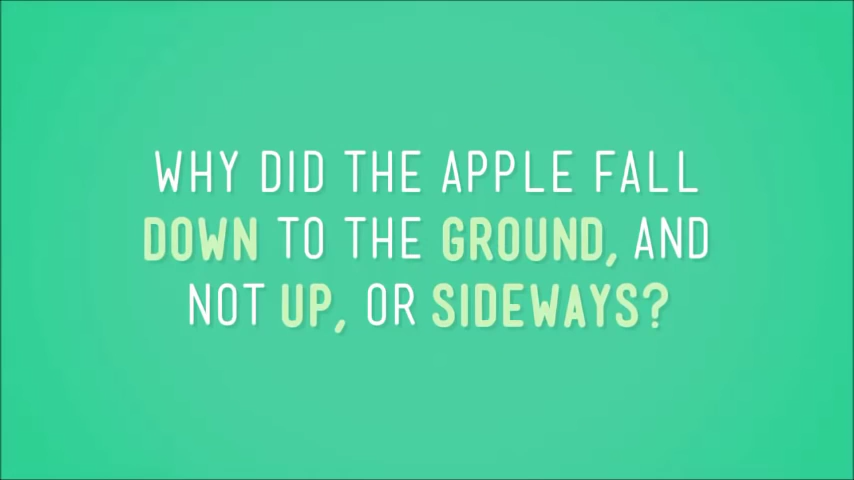 WHY DID THE APPLE FALL
DOWN TO THE GROUND, AND
NOT UP, OR SIDEWAYS?